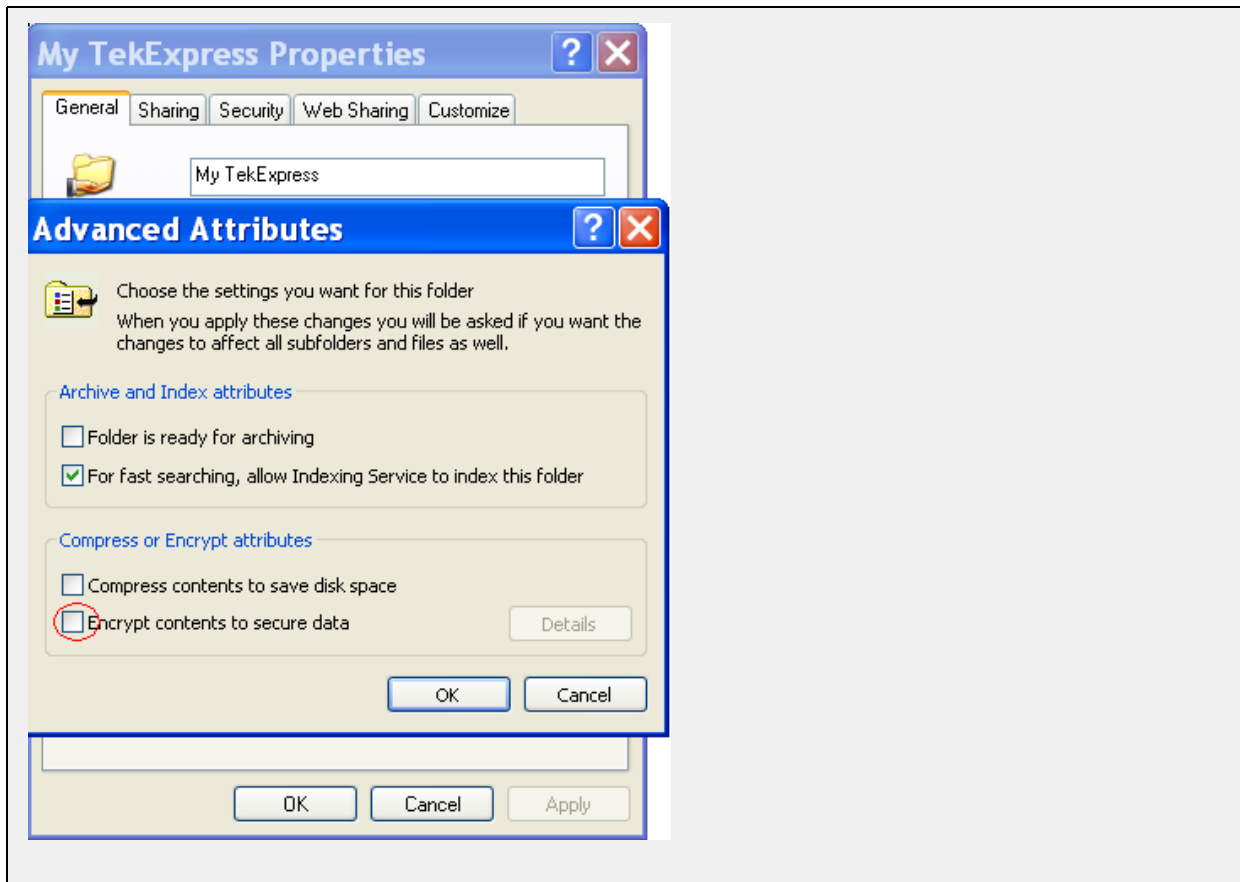 My TekExpress Properties
General Sharing Security Web Sharing Customize
My TekExpress
Advanced Attributes
Choose the settings you want for this folder
When you apply these changes you will be asked if you want the
changes to affect all subfolders and files as well.
Archive and Index attributes
Folder is ready for archiving
For fast searching, allow Indexing Service to index this folder
Compress or Encrypt attributes
Compress contents to save disk space
Encrypt contents to secure data
Details
OK Cancel
OK Cancel Apply